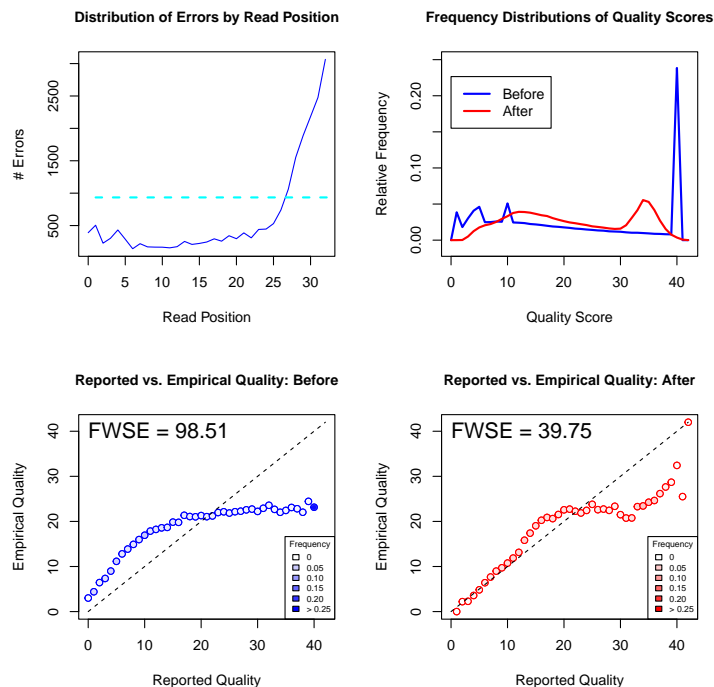 Distribution of Errors by Read Position
# Errors
500
1500
2500
0 5 10 15 20 25 30
Read Position
Frequency Distributions of Quality Scores
Relative Frequency
0.00
0.10
0.20
Before
After
0 10 20 30 40
Quality Score
Reported vs. Empirical Quality: Before
Empirical Quality
0
10
20
30
40
FWSE = 98.51
Frequency
0
0.05
0.10
0.15
0.20
> 0.25
0 10 20 30 40
Reported Quality
Reported vs. Empirical Quality: After
Empirical Quality
0
10
20
30
40
FWSE = 39.75
Frequency
0
0.05
0.10
0.15
0.20
> 0.25
0 10 20 30 40
Reported Quality